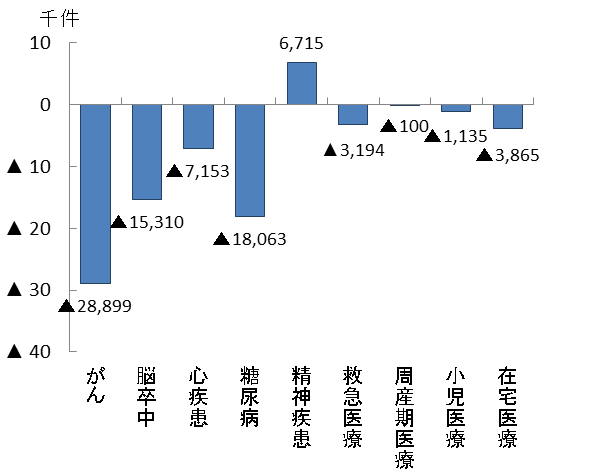 千件
10
0
▲ 10
▲ 20
▲ 30
▲ 40
▲28,899
▲15,310
▲7,153
▲18,063
6,715
▲3,194
▲100
▲1,135
▲3,865
がん
脳卒中
心疾患
糖尿病
精神疾患
救急医療
周産期医療
小児医療
在宅医療